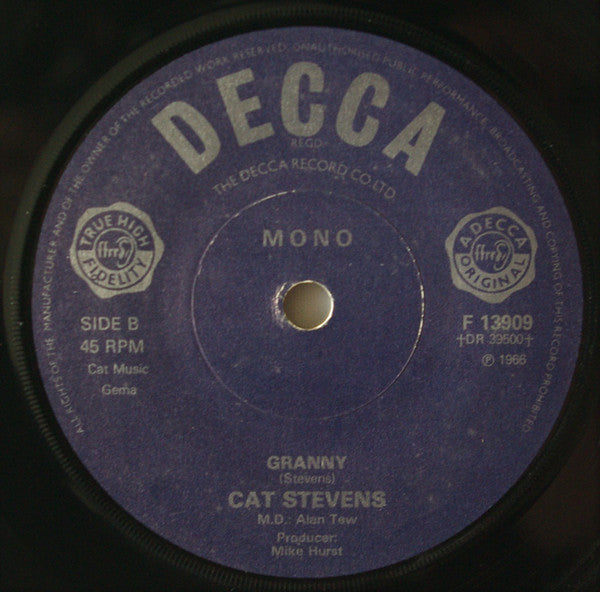 ALL RIGHTS OF THE MANUFACTURER AND OF THE OWNER OF THE RECORDED WORK RESERVED. UNAUTHORISED PUBLIC PERFORMANCE, BROADCASTING AND COPYING OF THIS RECORD PROHIBITED
DECCA
REGD.
THE DECCA RECORD CO LTD
MONO
TRUE HIGH
ffrr
FIDELITY
A DECCA
ffrr
ORIGINAL
SIDE B
45 RPM
Cat Music
Gema
F 13909
†DR 39500†
℗ 1966
GRANNY
(Stevens)
CAT STEVENS
M.D.: Alan Tew
Producer:
Mike Hurst